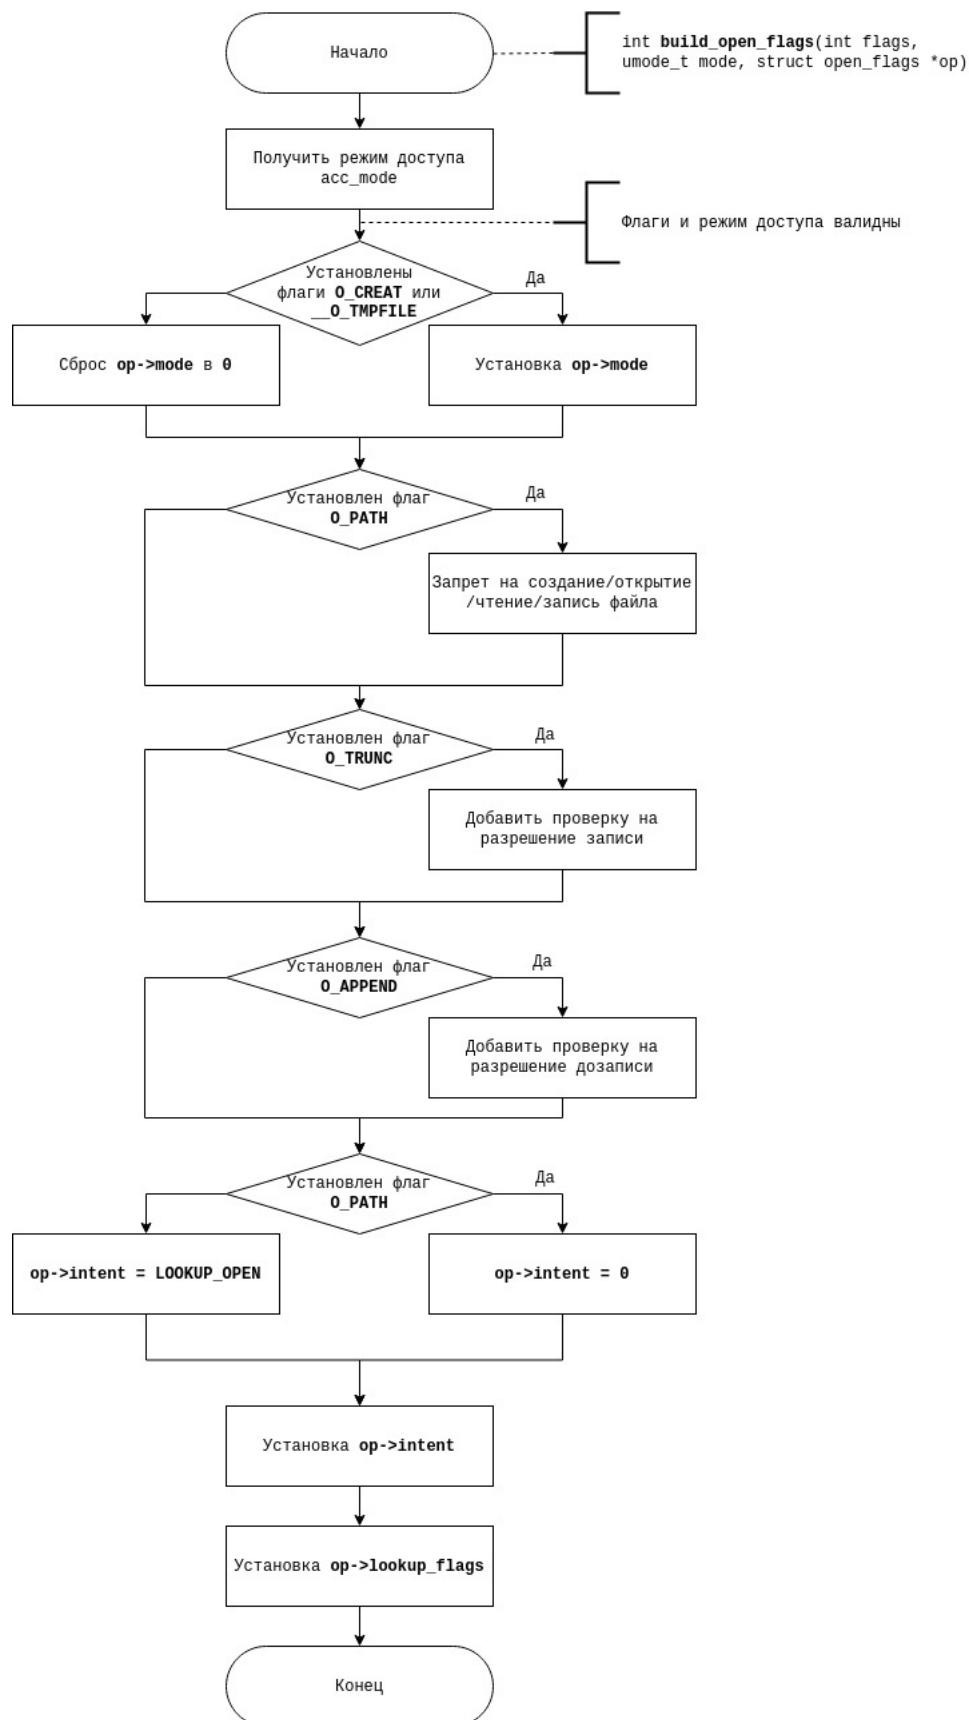 Начало
int build_open_flags(int flags,
umode_t mode, struct open_flags *op)
Получить режим доступа
acc_mode
Флаги и режим доступа валидны
Установлены
флаги O_CREAT или
__O_TMPFILE
Да
Сброс op->mode в 0
Установка op->mode
Установлен флаг
O_PATH
Да
Запрет на создание/открытие
/чтение/запись файла
Установлен флаг
O_TRUNC
Да
Добавить проверку на
разрешение записи
Установлен флаг
O_APPEND
Да
Добавить проверку на
разрешение дозаписи
Установлен флаг
O_PATH
Да
op->intent = LOOKUP_OPEN
op->intent = 0
Установка op->intent
Установка op->lookup_flags
Конец